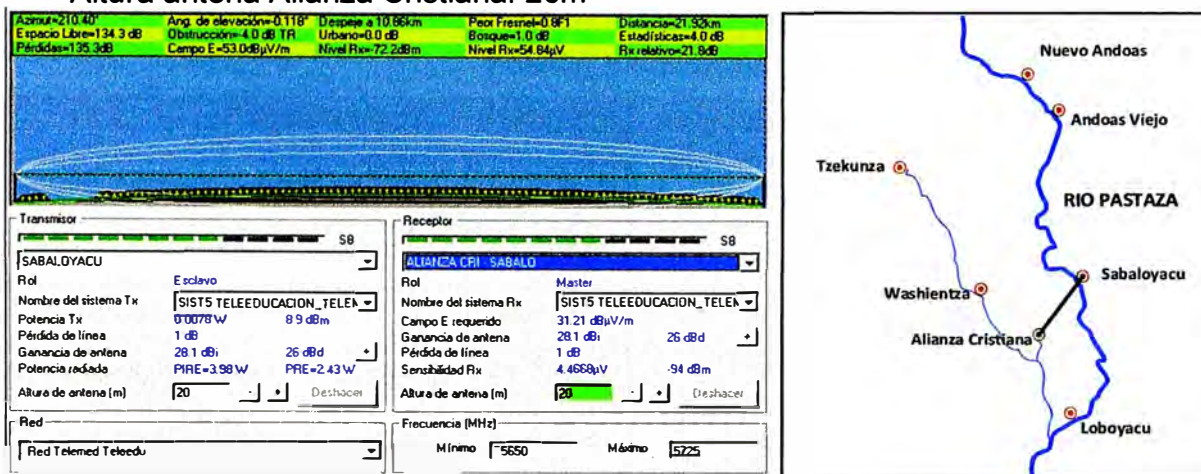 Altura antena Alianza Cristiana: 20m
Azimut=210.40° Ang. de elevación=-0.118° Despeje a 10.86km Peor Fresnel=0.8F1 Distancia=21.92km
Espacio Libre=134.3 dB Obstrucción=-4.0 dB TR Urbano=0.0 dB Bosque=1.0 dB Estadísticas=4.0 dB
Pérdidas=135.3dB Campo E=53.0dBµV/m Nivel Rx=-72.2dBm Nivel Rx=54.84µV Rx relativo=21.8dB
Transmisor
S8
SABALOYACU
Rol Esclavo
Nombre del sistema Tx SIST5 TELEEDUCACION_TELEM
Potencia Tx 0.0078 W 8.9 dBm
Pérdida de línea 1 dB
Ganancia de antena 28.1 dBi 26 dBd +
Potencia radiada PIRE=3.98 W PRE=2.43 W
Altura de antena (m) 20 - + Deshacer
Red
Red Telemed Teleedu
Receptor
S8
ALIANZA CRI - SABALO
Rol Master
Nombre del sistema Rx SIST5 TELEEDUCACION_TELEM
Campo E requerido 31.21 dBµV/m
Ganancia de antena 28.1 dBi 26 dBd +
Pérdida de línea 1 dB
Sensibilidad Rx 4.4668µV -94 dBm
Altura de antena (m) 20 - + Deshacer
Frecuencia (MHz)
Mínimo 5650 Máximo 5725
Nuevo Andoas
Andoas Viejo
Tzekunza
RIO PASTAZA
Sabaloyacu
Washientza
Alianza Cristiana
Loboyacu